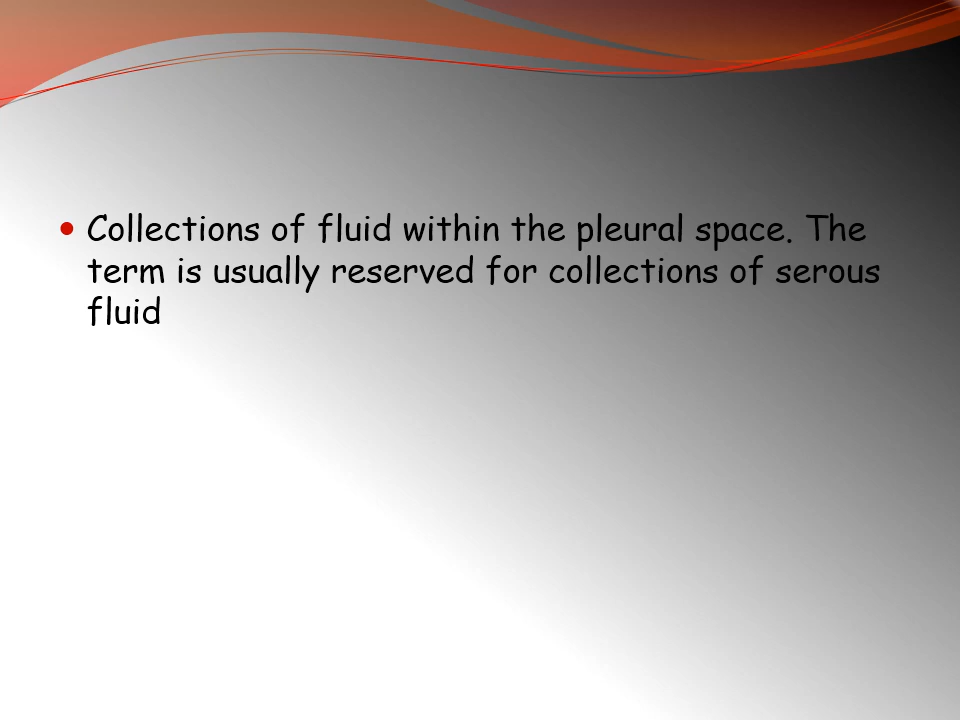 Collections of fluid within the pleural space. The
term is usually reserved for collections of serous
fluid